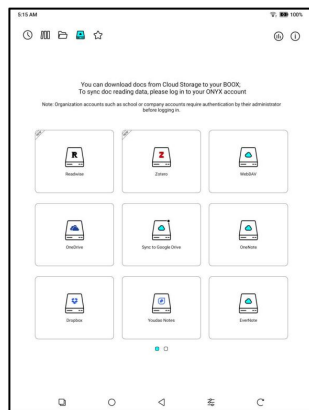 5:15 AM 100%
You can download docs from Cloud Storage to your BOOX;
To sync doc reading data, please log in to your ONYX account
Note: Organization accounts such as school or company accounts require authentication by their administrator
before logging in.
Readwise
Zotero
WebDAV
OneDrive
Sync to Google Drive
OneNote
Dropbox
Youdao Notes
EverNote